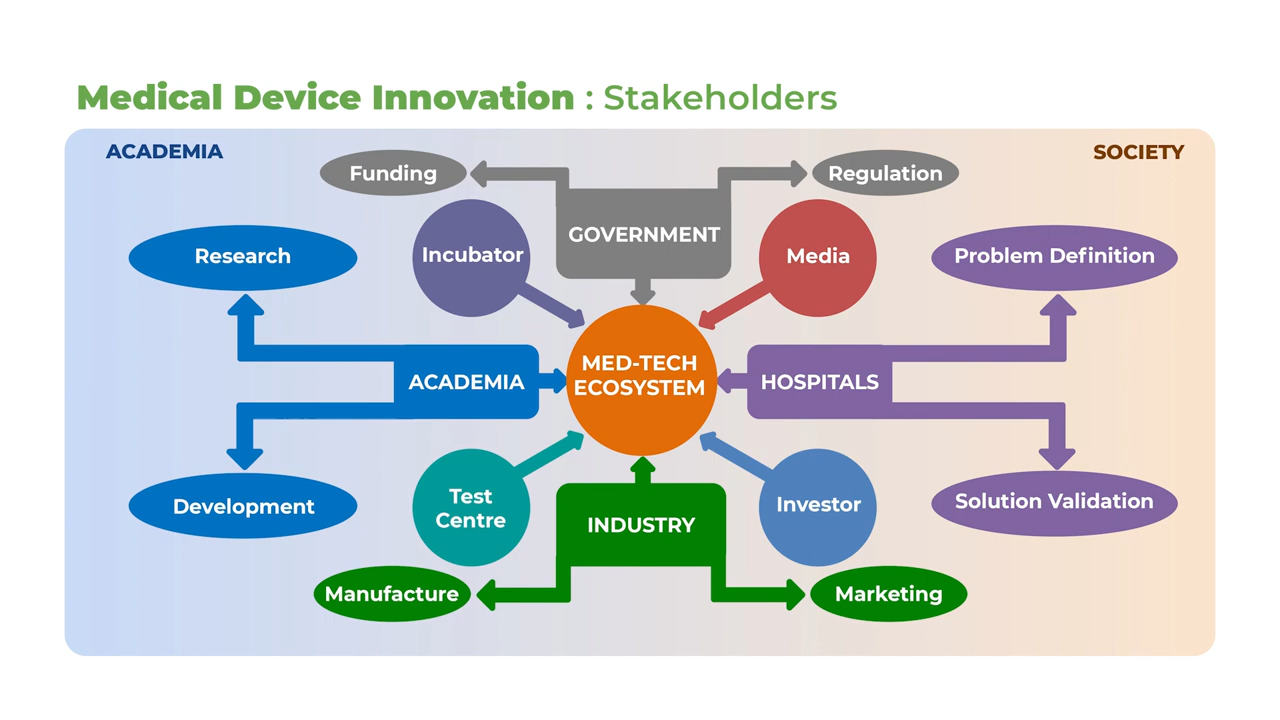 Medical Device Innovation : Stakeholders
ACADEMIA
SOCIETY
Funding
Regulation
GOVERNMENT
Research
Incubator
Media
Problem Definition
MED-TECH
ECOSYSTEM
ACADEMIA
HOSPITALS
Development
Test
Centre
INDUSTRY
Investor
Solution Validation
Manufacture
Marketing